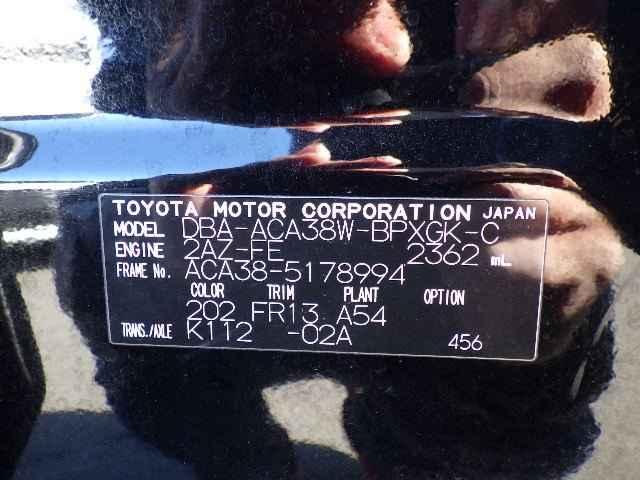 TOYOTA MOTOR CORPORATION JAPAN
MODEL DBA-ACA38W-BPXGK-C
ENGINE 2AZ-FE 2362 mL
FRAME No. ACA38-5178994
COLOR TRIM PLANT OPTION
202 FR13 A54
TRANS./AXLE K112 -02A 456